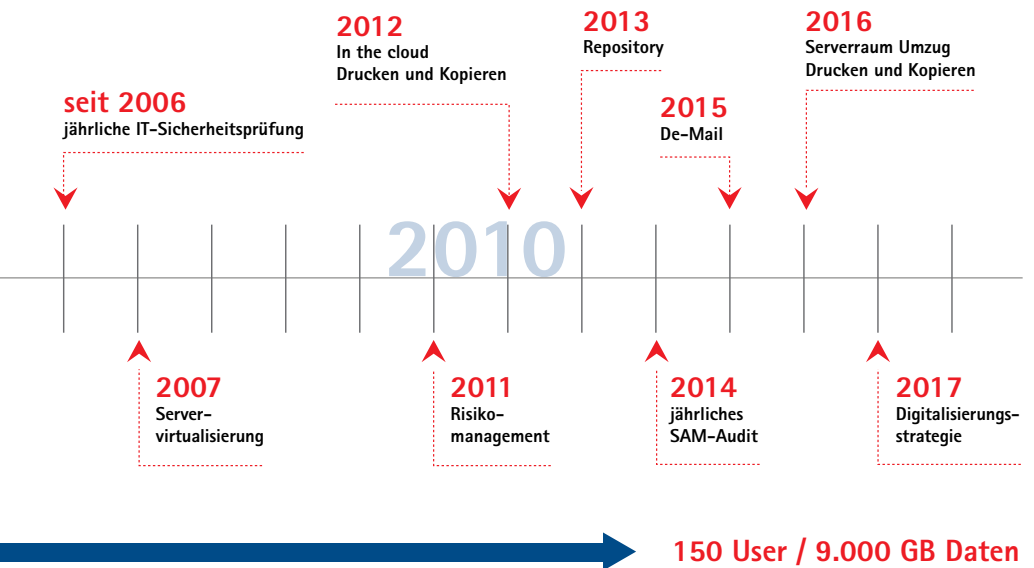 seit 2006
jährliche IT-Sicherheitsprüfung
2012
In the cloud
Drucken und Kopieren
2013
Repository
2015
De-Mail
2016
Serverraum Umzug
Drucken und Kopieren
2010
2007
Server-
virtualisierung
2011
Risiko-
management
2014
jährliches
SAM-Audit
2017
Digitalisierungs-
strategie
150 User / 9.000 GB Daten